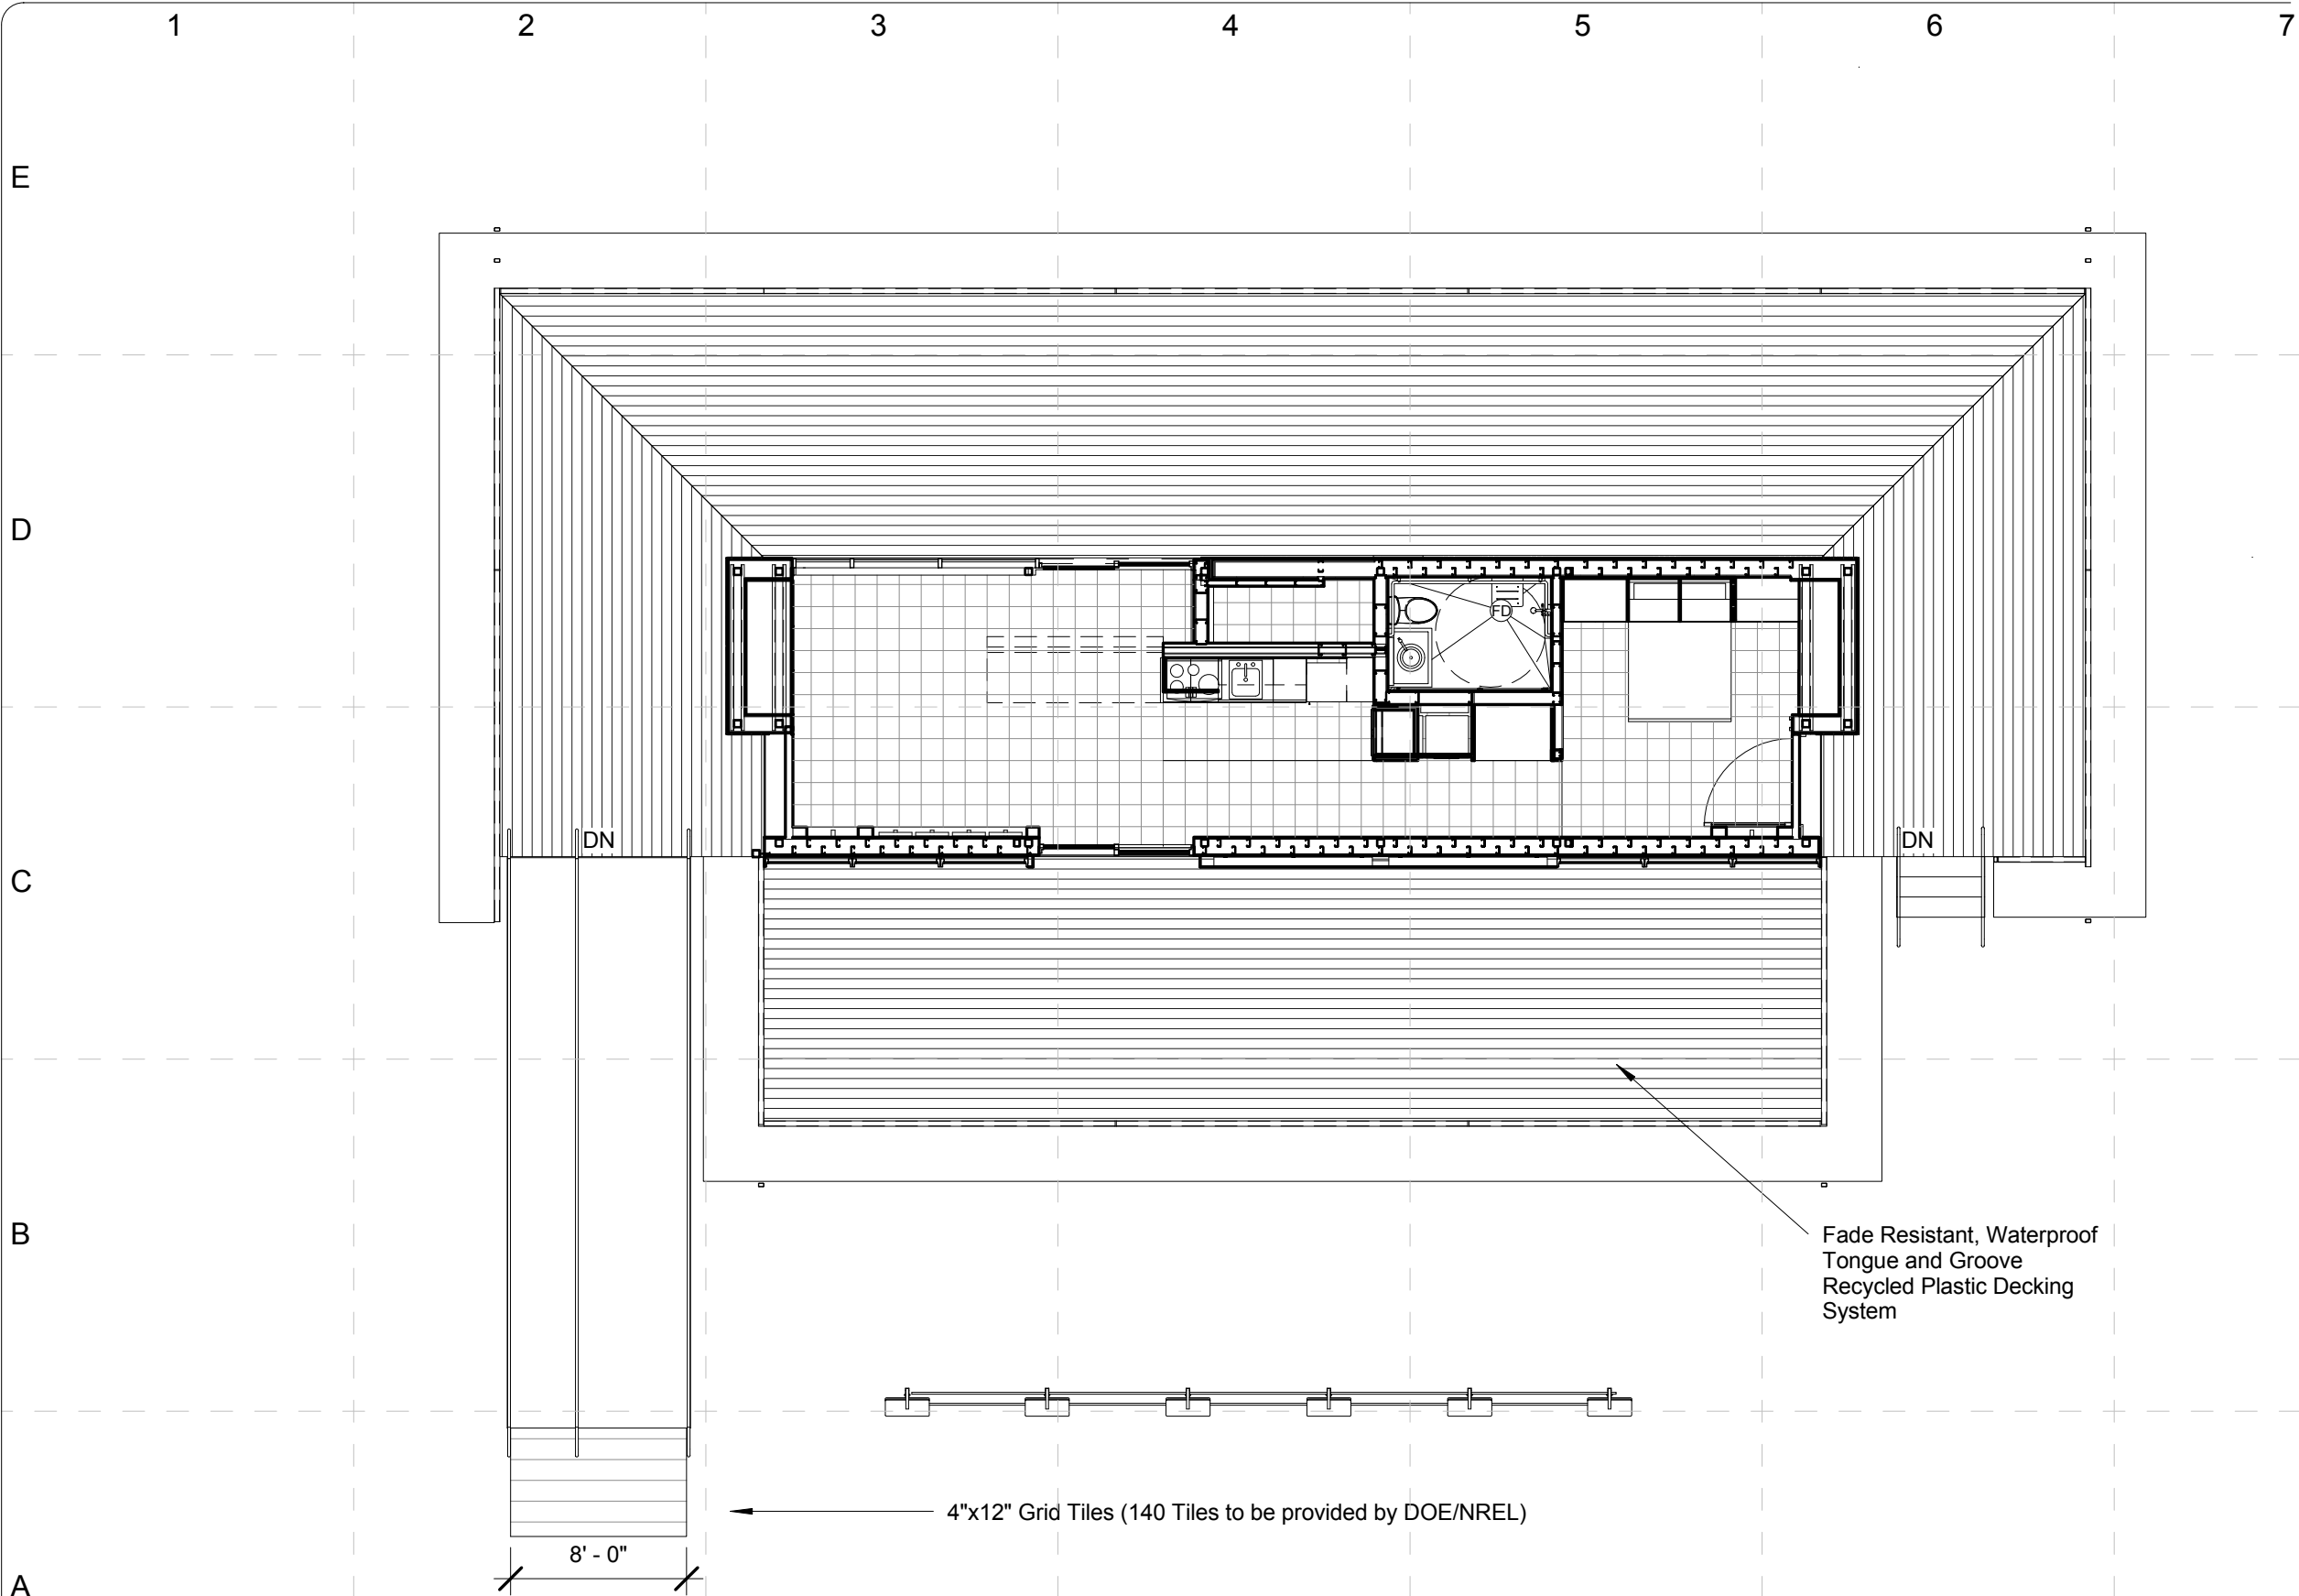 1 2 3 4 5 6 7
E
D
FD
DN DN
C
B
Fade Resistant, Waterproof
Tongue and Groove
Recycled Plastic Decking
System
4"x12" Grid Tiles (140 Tiles to be provided by DOE/NREL)
8' - 0"
A